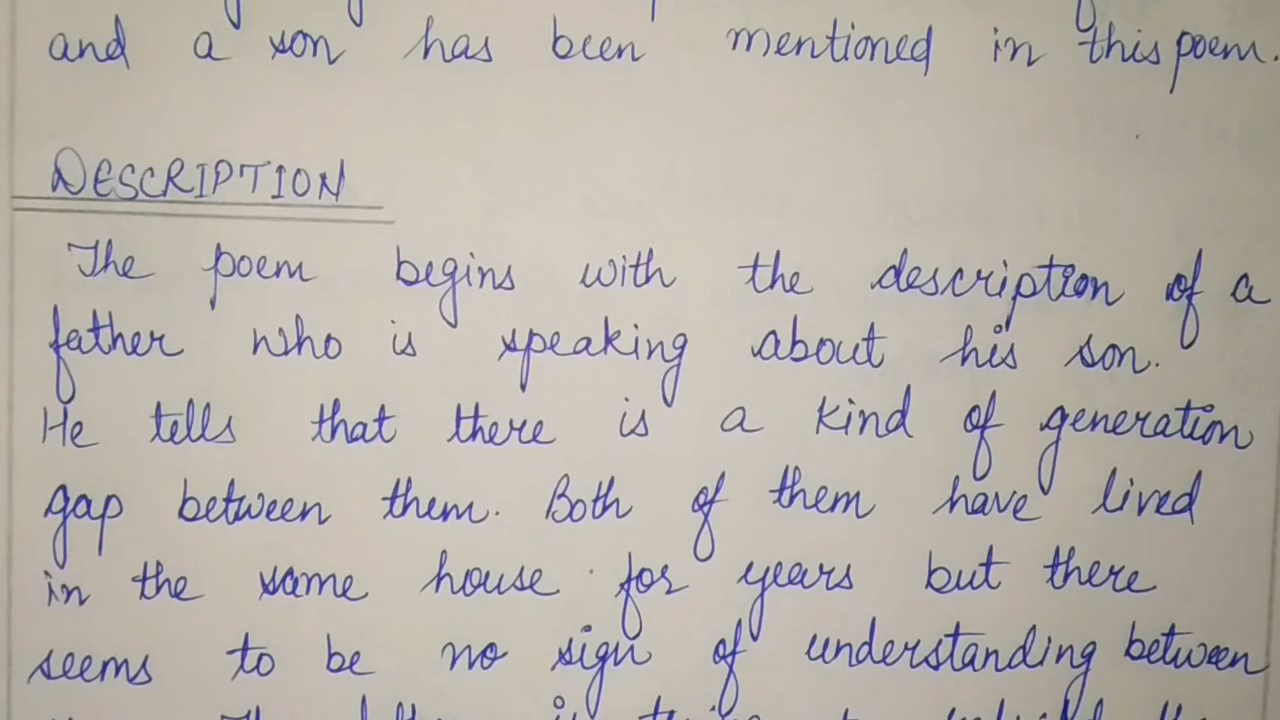 and a son has been mentioned in this poem.
DESCRIPTION
The poem begins with the description of a
father who is speaking about his son.
He tells that there is a kind of generation
gap between them. Both of them have lived
in the same house for years but there
seems to be no sign of understanding between